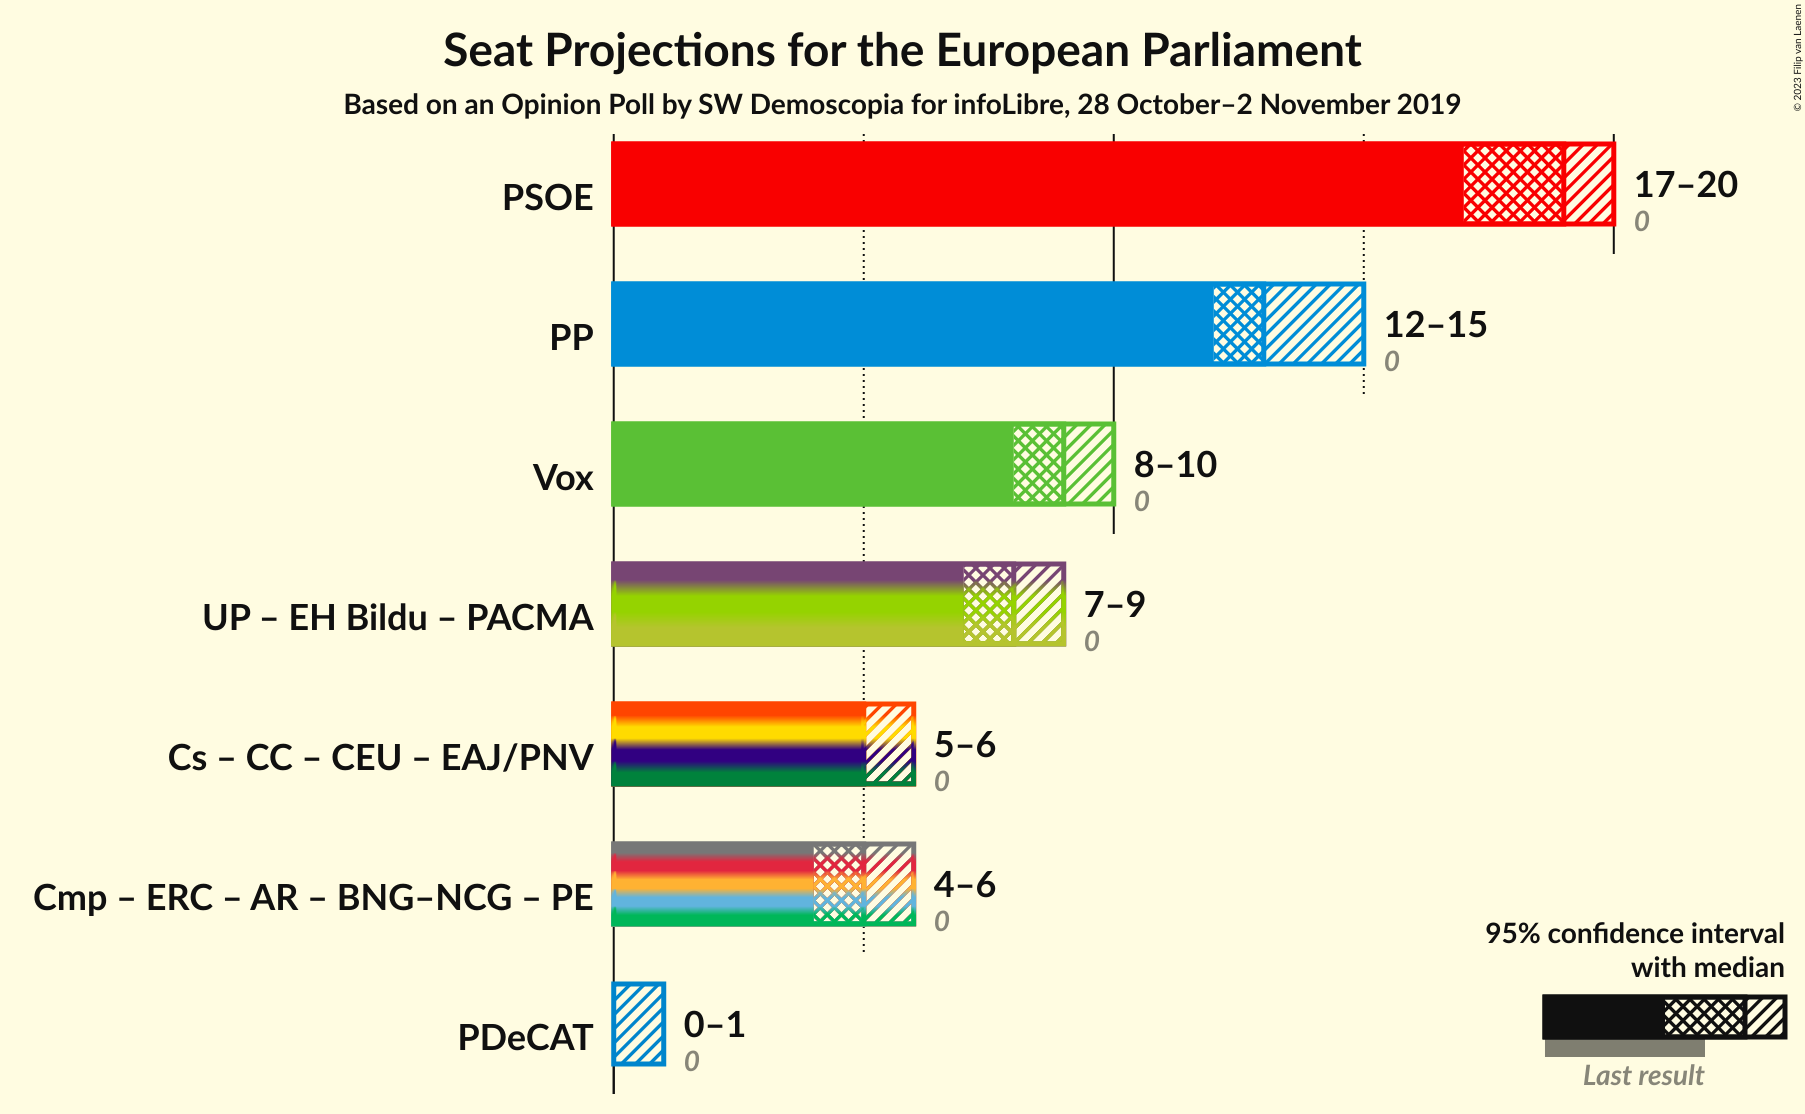 Seat Projections for the European Parliament
Based on an Opinion Poll by SW Demoscopia for infoLibre, 28 October–2 November 2019
© 2023 Filip van Laenen
PSOE
17–20
0
PP
12–15
0
Vox
8–10
0
UP – EH Bildu – PACMA
7–9
0
Cs – CC – CEU – EAJ/PNV
5–6
0
Cmp – ERC – AR – BNG–NCG – PE
4–6
0
PDeCAT
0–1
0
95% confidence interval
with median
Last result